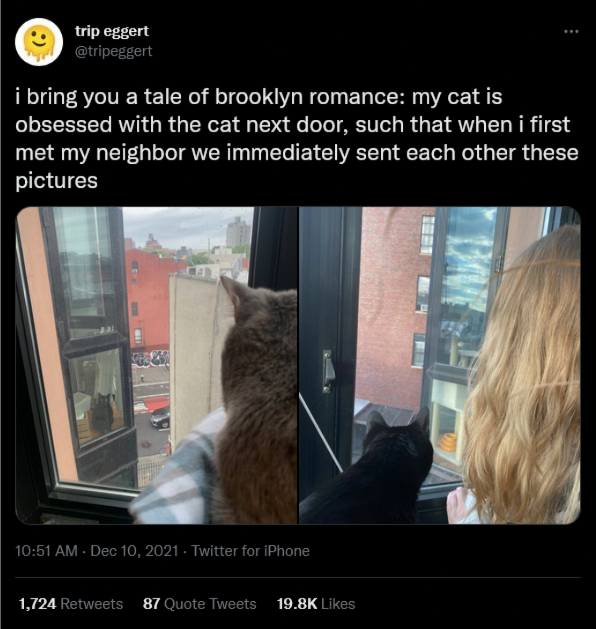 trip eggert
@tripeggert
i bring you a tale of brooklyn romance: my cat is
obsessed with the cat next door, such that when i first
met my neighbor we immediately sent each other these
pictures
10:51 AM · Dec 10, 2021 · Twitter for iPhone
1,724 Retweets 87 Quote Tweets 19.8K Likes